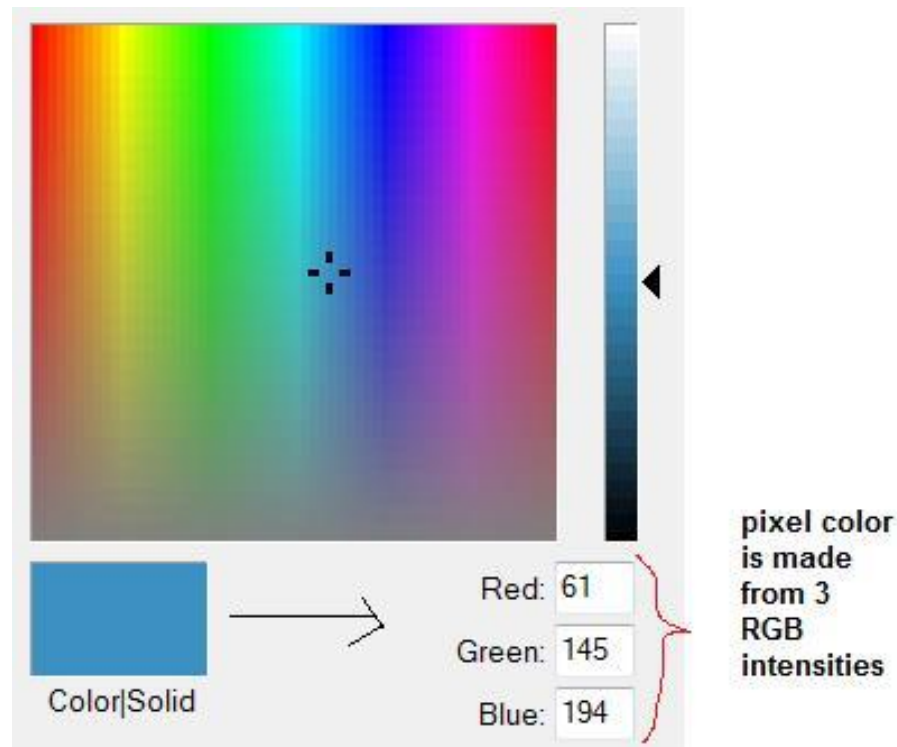 Red: 61
Green: 145
Blue: 194
Color|Solid
pixel color
is made
from 3
RGB
intensities